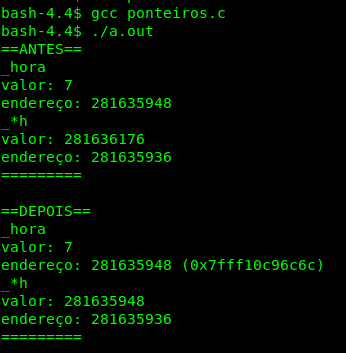 bash-4.4$ gcc ponteiros.c
bash-4.4$ ./a.out
==ANTES==
_hora
valor: 7
endereço: 281635948
_*h
valor: 281636176
endereço: 281635936
=========
==DEPOIS==
_hora
valor: 7
endereço: 281635948 (0x7fff10c96c6c)
_*h
valor: 281635948
endereço: 281635936
=========